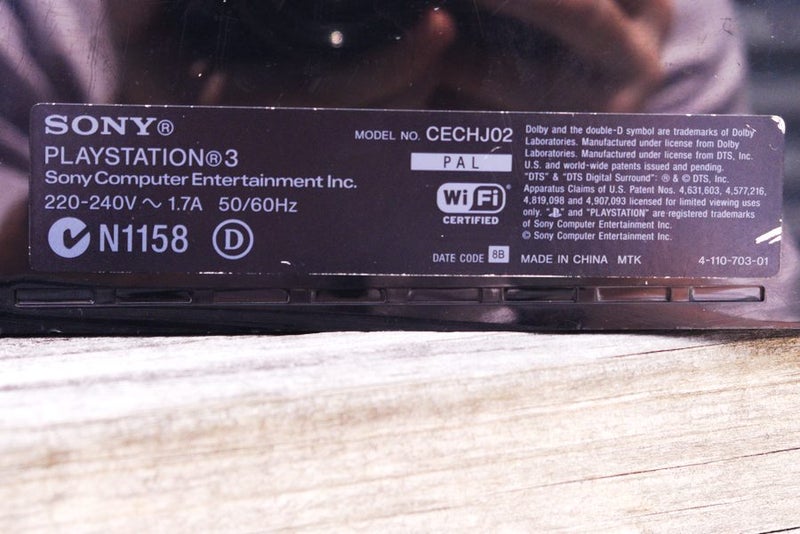 SONY®
PLAYSTATION®3
Sony Computer Entertainment Inc.
220-240V ~ 1.7A 50/60Hz
N1158 D
MODEL NO. CECHJ02
PAL
Wi Fi ®
CERTIFIED
DATE CODE 8B
Dolby and the double-D symbol are trademarks of Dolby
Laboratories. Manufactured under license from Dolby
Laboratories. Manufactured under license from DTS, Inc.
U.S. and world-wide patents issued and pending.
"DTS" & "DTS Digital Surround": ® & © DTS, Inc.
Apparatus Claims of U.S. Patent Nos. 4,631,603, 4,577,216,
4,819,098 and 4,907,093 licensed for limited viewing uses
only. "PS" and "PLAYSTATION" are registered trademarks
of Sony Computer Entertainment Inc.
© Sony Computer Entertainment Inc.
MADE IN CHINA MTK 4-110-703-01